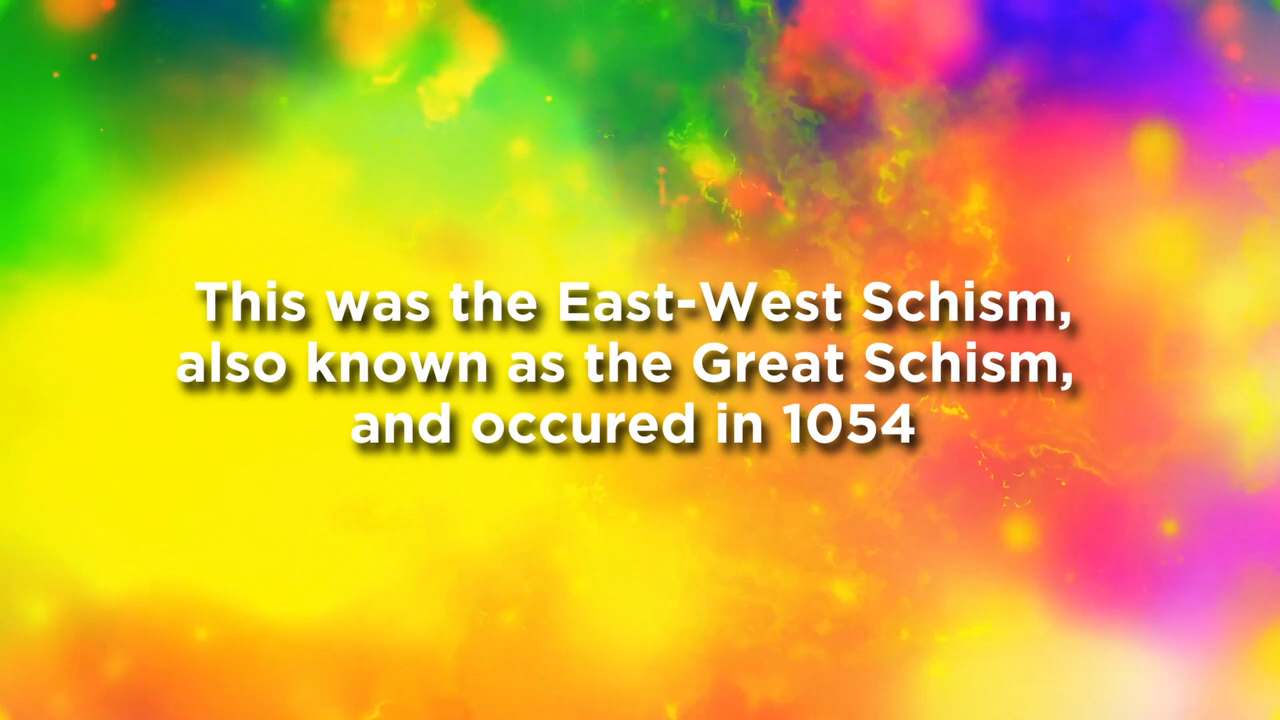 This was the East-West Schism,
also known as the Great Schism,
and occured in 1054